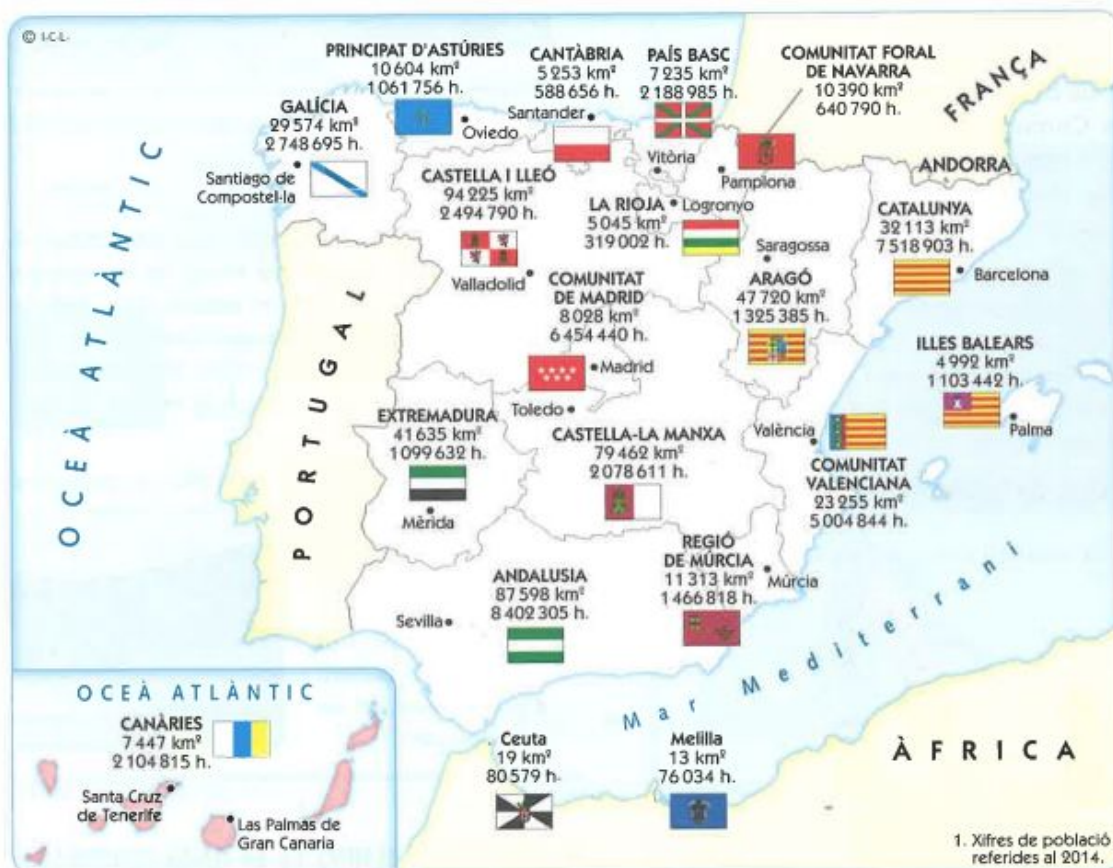 © I·C·L·
PRINCIPAT D'ASTÚRIES
10 604 km²
1 061 756 h.
Oviedo
CANTÀBRIA
5 253 km²
588 656 h.
Santander
PAÍS BASC
7 235 km²
2 188 985 h.
Vitòria
COMUNITAT FORAL
DE NAVARRA
10 390 km²
640 790 h.
Pamplona
FRANÇA
GALÍCIA
29 574 km²
2 748 695 h.
Santiago de
Compostel·la
CASTELLA I LLEÓ
94 225 km²
2 494 790 h.
Valladolid
LA RIOJA
5 045 km²
319 002 h.
Logronyo
ANDORRA
CATALUNYA
32 113 km²
7 518 903 h.
Barcelona
Saragossa
ARAGÓ
47 720 km²
1 325 385 h.
COMUNITAT
DE MADRID
8 028 km²
6 454 440 h.
Madrid
ILLES BALEARS
4 992 km²
1 103 442 h.
Palma
OCEÀ ATLÀNTIC
PORTUGAL
EXTREMADURA
41 635 km²
1 099 632 h.
Mèrida
Toledo
CASTELLA-LA MANXA
79 462 km²
2 078 611 h.
València
COMUNITAT
VALENCIANA
23 255 km²
5 004 844 h.
REGIÓ
DE MÚRCIA
11 313 km²
1 466 818 h.
Múrcia
ANDALUSIA
87 598 km²
8 402 305 h.
Sevilla
Mar Mediterrani
OCEÀ ATLÀNTIC
CANÀRIES
7 447 km²
2 104 815 h.
Santa Cruz
de Tenerife
Las Palmas de
Gran Canaria
Ceuta
19 km²
80 579 h.
Melilla
13 km²
76 034 h.
ÀFRICA
1. Xifres de població
referides al 2014.